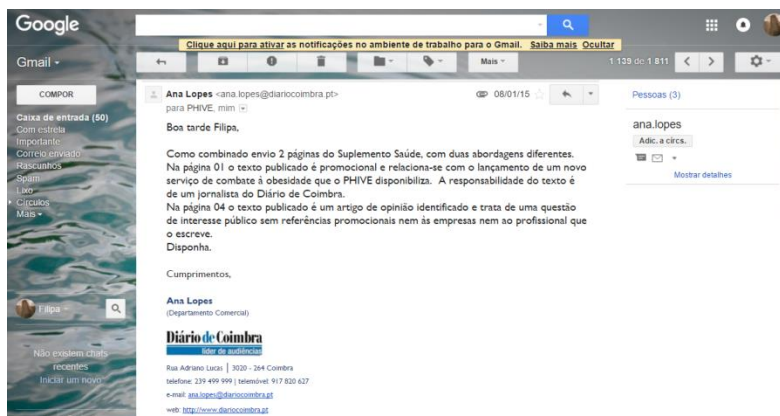 Google
Clique aqui para ativar as notificações no ambiente de trabalho para o Gmail. Saiba mais Ocultar
Gmail
Mais
1 139 de 1 811
COMPOR
Caixa de entrada (50)
Com estrela
Importante
Correio enviado
Rascunhos
Spam
Lixo
Círculos
Mais
Filipa
Não existem chats
recentes
Iniciar um novo
Ana Lopes <ana.lopes@diariocoimbra.pt>
08/01/15
para PHIVE, mim
Boa tarde Filipa,
Como combinado envio 2 páginas do Suplemento Saúde, com duas abordagens diferentes.
Na página 01 o texto publicado é promocional e relaciona-se com o lançamento de um novo
serviço de combate à obesidade que o PHIVE disponibiliza. A responsabilidade do texto é
de um jornalista do Diário de Coimbra.
Na página 04 o texto publicado é um artigo de opinião identificado e trata de uma questão
de interesse público sem referências promocionais nem às empresas nem ao profissional que
o escreve.
Disponha.
Cumprimentos,
Ana Lopes
(Departamento Comercial)
Diário de Coimbra
líder de audiências
Rua Adriano Lucas | 3020 - 264 Coimbra
telefone: 239 499 999 | telemóvel: 917 820 627
e-mail: ana.lopes@diariocoimbra.pt
web: http://www.diariocoimbra.pt
Pessoas (3)
ana.lopes
Adic. a círcs.
Mostrar detalhes